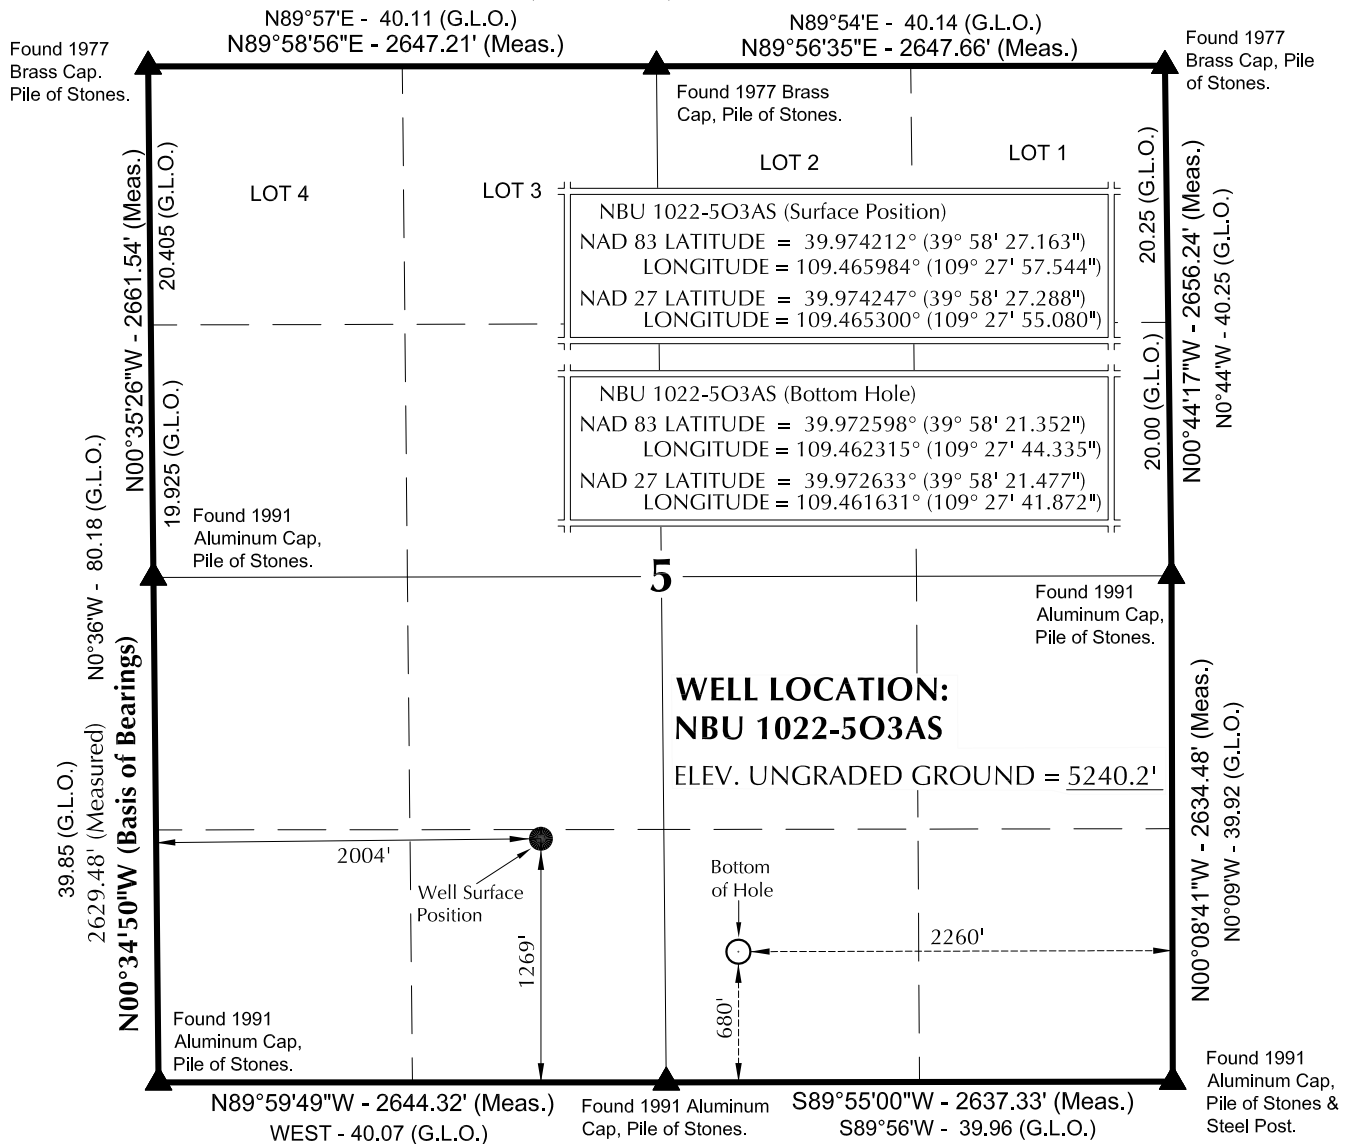 N89°57'E - 40.11 (G.L.O.)
N89°58'56"E - 2647.21' (Meas.)
N89°54'E - 40.14 (G.L.O.)
N89°56'35"E - 2647.66' (Meas.)
Found 1977
Brass Cap.
Pile of Stones.
Found 1977 Brass
Cap, Pile of Stones.
Found 1977
Brass Cap, Pile
of Stones.
LOT 4
LOT 3
LOT 2
LOT 1
N00°35'26"W - 2661.54' (Meas.)
20.405 (G.L.O.)
19.925 (G.L.O.)
20.25 (G.L.O.)
20.00 (G.L.O.)
N00°44'17"W - 2656.24' (Meas.)
N0°44'W - 40.25 (G.L.O.)
NBU 1022-5O3AS (Surface Position)
NAD 83 LATITUDE = 39.974212° (39° 58' 27.163")
LONGITUDE = 109.465984° (109° 27' 57.544")
NAD 27 LATITUDE = 39.974247° (39° 58' 27.288")
LONGITUDE = 109.465300° (109° 27' 55.080")
NBU 1022-5O3AS (Bottom Hole)
NAD 83 LATITUDE = 39.972598° (39° 58' 21.352")
LONGITUDE = 109.462315° (109° 27' 44.335")
NAD 27 LATITUDE = 39.972633° (39° 58' 21.477")
LONGITUDE = 109.461631° (109° 27' 41.872")
Found 1991
Aluminum Cap,
Pile of Stones.
5
Found 1991
Aluminum Cap,
Pile of Stones.
N0°36'W - 80.18 (G.L.O.)
39.85 (G.L.O.)
2629.48' (Measured)
N00°34'50"W (Basis of Bearings)
WELL LOCATION:
NBU 1022-5O3AS
ELEV. UNGRADED GROUND = 5240.2'
N00°08'41"W - 2634.48' (Meas.)
N0°09'W - 39.92 (G.L.O.)
2004'
Well Surface
Position
1269'
Bottom
of Hole
2260'
680'
Found 1991
Aluminum Cap,
Pile of Stones.
N89°59'49"W - 2644.32' (Meas.)
WEST - 40.07 (G.L.O.)
Found 1991 Aluminum
Cap, Pile of Stones.
S89°55'00"W - 2637.33' (Meas.)
S89°56'W - 39.96 (G.L.O.)
Found 1991
Aluminum Cap,
Pile of Stones &
Steel Post.